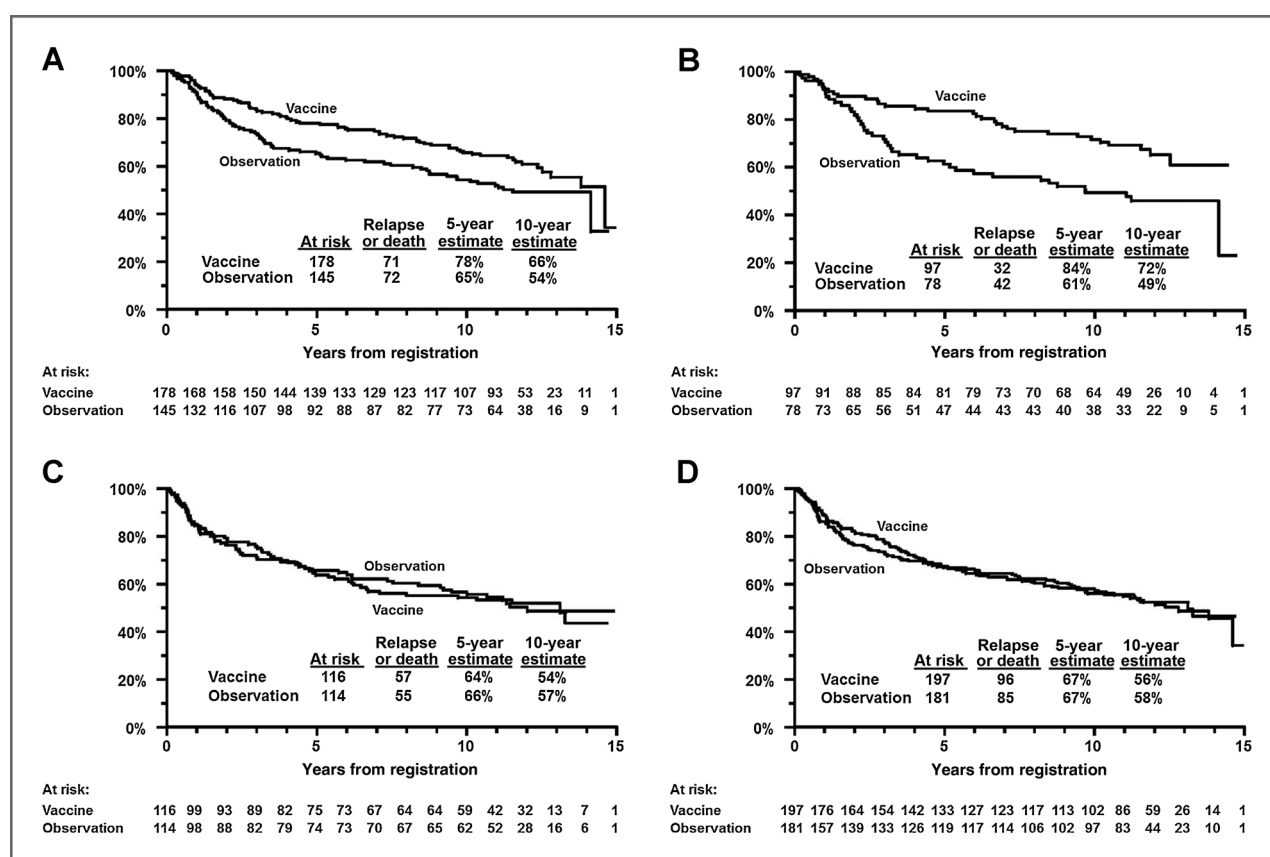 A
100%
80%
60%
40%
20%
0%
Vaccine
Observation
At risk Relapse or death 5-year estimate 10-year estimate
Vaccine 178 71 78% 66%
Observation 145 72 65% 54%
0 5 10 15
Years from registration
At risk:
Vaccine 178 168 158 150 144 139 133 129 123 117 107 93 53 23 11 1
Observation 145 132 116 107 98 92 88 87 82 77 73 64 38 16 9 1
B
100%
80%
60%
40%
20%
0%
Vaccine
Observation
At risk Relapse or death 5-year estimate 10-year estimate
Vaccine 97 32 84% 72%
Observation 78 42 61% 49%
0 5 10 15
Years from registration
At risk:
Vaccine 97 91 88 85 84 81 79 73 70 68 64 49 26 10 4 1
Observation 78 73 65 56 51 47 44 43 43 40 38 33 22 9 5 1
C
100%
80%
60%
40%
20%
0%
Observation
Vaccine
At risk Relapse or death 5-year estimate 10-year estimate
Vaccine 116 57 64% 54%
Observation 114 55 66% 57%
0 5 10 15
Years from registration
At risk:
Vaccine 116 99 93 89 82 75 73 67 64 64 59 42 32 13 7 1
Observation 114 98 88 82 79 74 73 70 67 65 62 52 28 16 6 1
D
100%
80%
60%
40%
20%
0%
Vaccine
Observation
At risk Relapse or death 5-year estimate 10-year estimate
Vaccine 197 96 67% 56%
Observation 181 85 67% 58%
0 5 10 15
Years from registration
At risk:
Vaccine 197 176 164 154 142 133 127 123 117 113 102 86 59 26 14 1
Observation 181 157 139 133 126 119 117 114 106 102 97 83 44 23 10 1